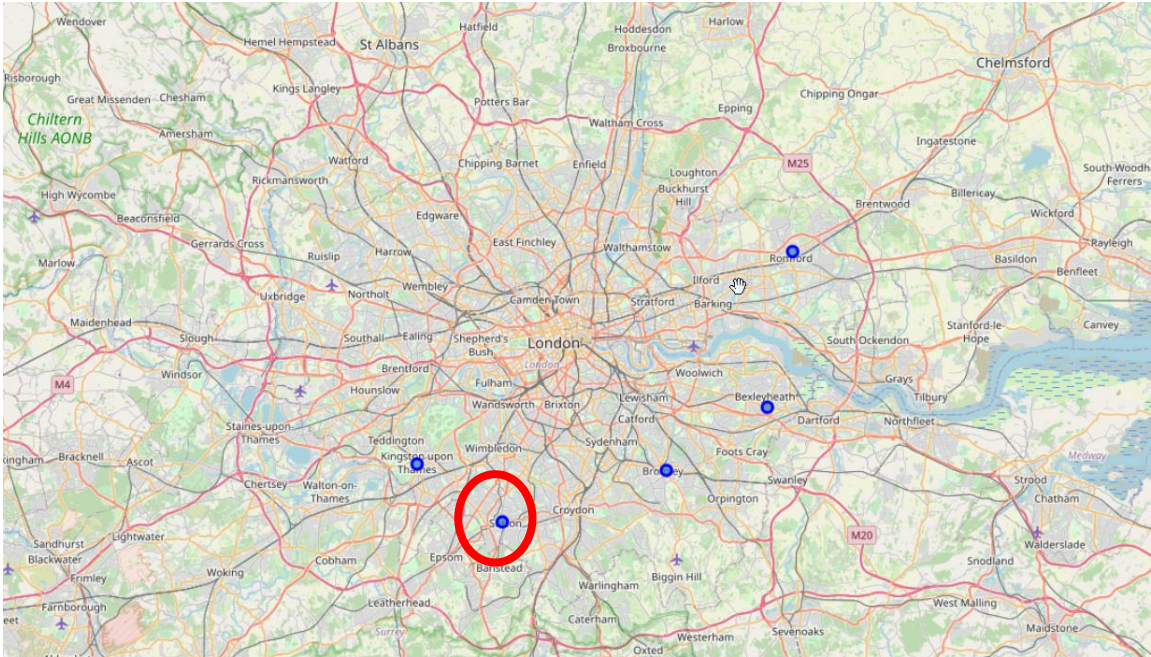 Wendover
Hatfield
Hoddesdon
Harlow
Hemel Hempstead
St Albans
Broxbourne
Chelmsford
Risborough
Kings Langley
Great Missenden
Chesham
Potters Bar
Epping
Chipping Ongar
Chiltern
Hills AONB
Waltham Cross
Amersham
Ingatestone
Watford
Chipping Barnet
Enfield
M25
Loughton
South-Woodh
Ferrers
Rickmansworth
Buckhurst
Hill
High Wycombe
Billericay
Brentwood
Beaconsfield
Edgware
Wickford
Gerrards Cross
East Finchley
Walthamstow
Rayleigh
Ruislip
Harrow
Romford
Basildon
Marlow
Benfleet
Wembley
Ilford
Uxbridge
Northolt
Camden Town
Stratford
Barking
Maidenhead
Stanford-le-
Hope
Canvey
Slough
Southall
Ealing
Shepherd's
Bush
London
South Ockendon
London
Windsor
Brentford
Woolwich
Grays
M4
Hounslow
Fulham
Tilbury
Wandsworth
Brixton
Lewisham
Bexleyheath
Catford
Dartford
Northfleet
Staines-upon-
Thames
Teddington
Wimbledon
Sydenham
Kingston upon
Thames
Foots Cray
Medway
kingham
Bracknell
Ascot
Chertsey
Walton-on-
Thames
Swanley
Strood
Orpington
Chatham
Croydon
Sandhurst
Lightwater
M20
Walderslade
Blackwater
Epsom
Cobham
Banstead
Snodland
Frimley
Woking
Biggin Hill
Warlingham
Farnborough
Leatherhead
West Malling
eet
Caterham
Surrey
Westerham
Sevenoaks
Maidstone
Oxted